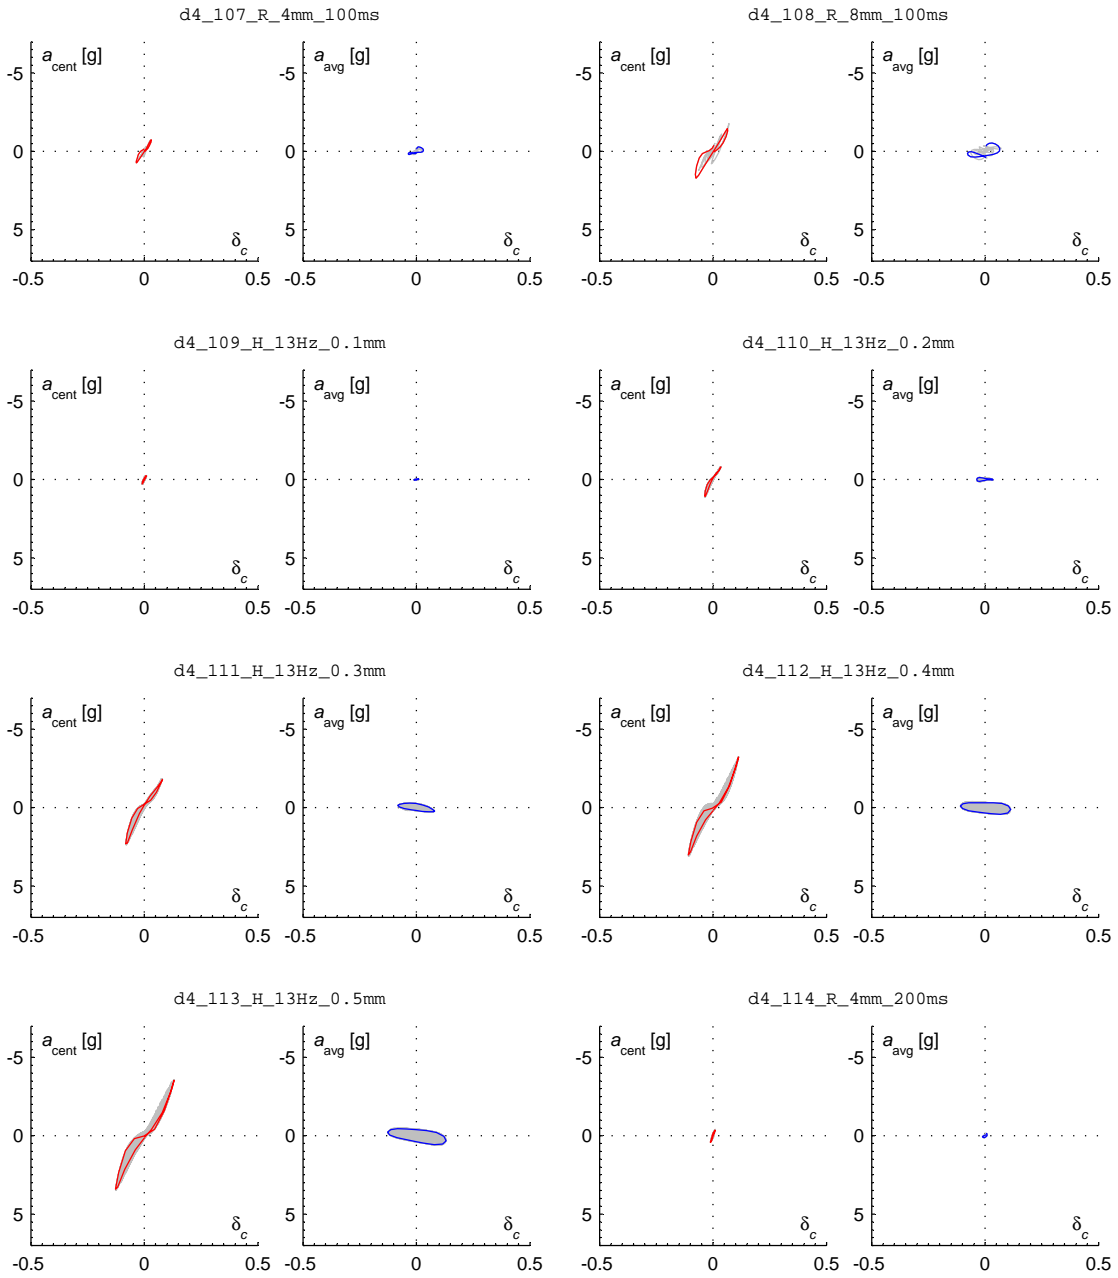 d4_107_R_4mm_100ms
d4_108_R_8mm_100ms
a_cent [g]
a_avg [g]
a_cent [g]
a_avg [g]
-5
-5
0
0
0
0
5
5
5
5
δ_c
δ_c
δ_c
δ_c
-0.5 0 0.5
-0.5 0 0.5
-0.5 0 0.5
-0.5 0 0.5
d4_109_H_13Hz_0.1mm
d4_110_H_13Hz_0.2mm
a_cent [g]
a_avg [g]
a_cent [g]
a_avg [g]
-5
-5
-5
-5
0
0
0
0
5
5
5
5
δ_c
δ_c
δ_c
δ_c
-0.5 0 0.5
-0.5 0 0.5
-0.5 0 0.5
-0.5 0 0.5
d4_111_H_13Hz_0.3mm
d4_112_H_13Hz_0.4mm
a_cent [g]
a_avg [g]
a_cent [g]
a_avg [g]
-5
-5
-5
-5
0
0
0
0
5
5
5
5
δ_c
δ_c
δ_c
δ_c
-0.5 0 0.5
-0.5 0 0.5
-0.5 0 0.5
-0.5 0 0.5
d4_113_H_13Hz_0.5mm
d4_114_R_4mm_200ms
a_cent [g]
a_avg [g]
a_cent [g]
a_avg [g]
-5
-5
-5
-5
0
0
0
0
5
5
5
5
δ_c
δ_c
δ_c
δ_c
-0.5 0 0.5
-0.5 0 0.5
-0.5 0 0.5
-0.5 0 0.5